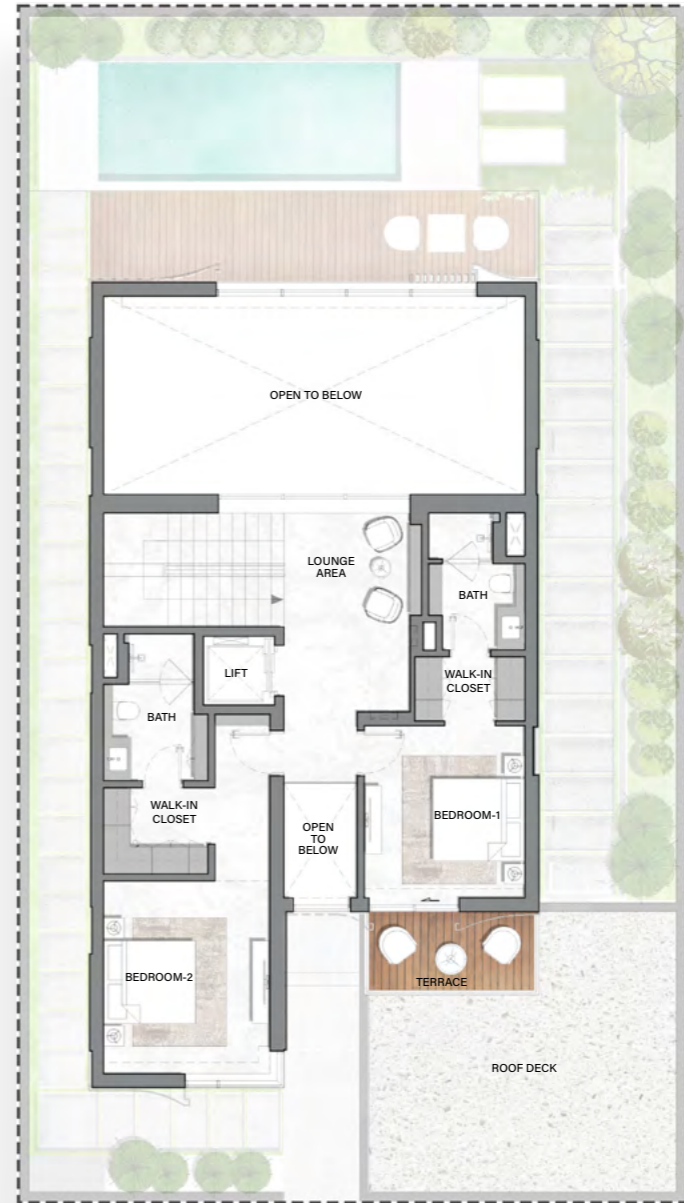 OPEN TO BELOW
LOUNGE
AREA
BATH
LIFT
WALK-IN
CLOSET
BATH
WALK-IN
CLOSET
OPEN
TO
BELOW
BEDROOM-1
BEDROOM-2
TERRACE
ROOF DECK